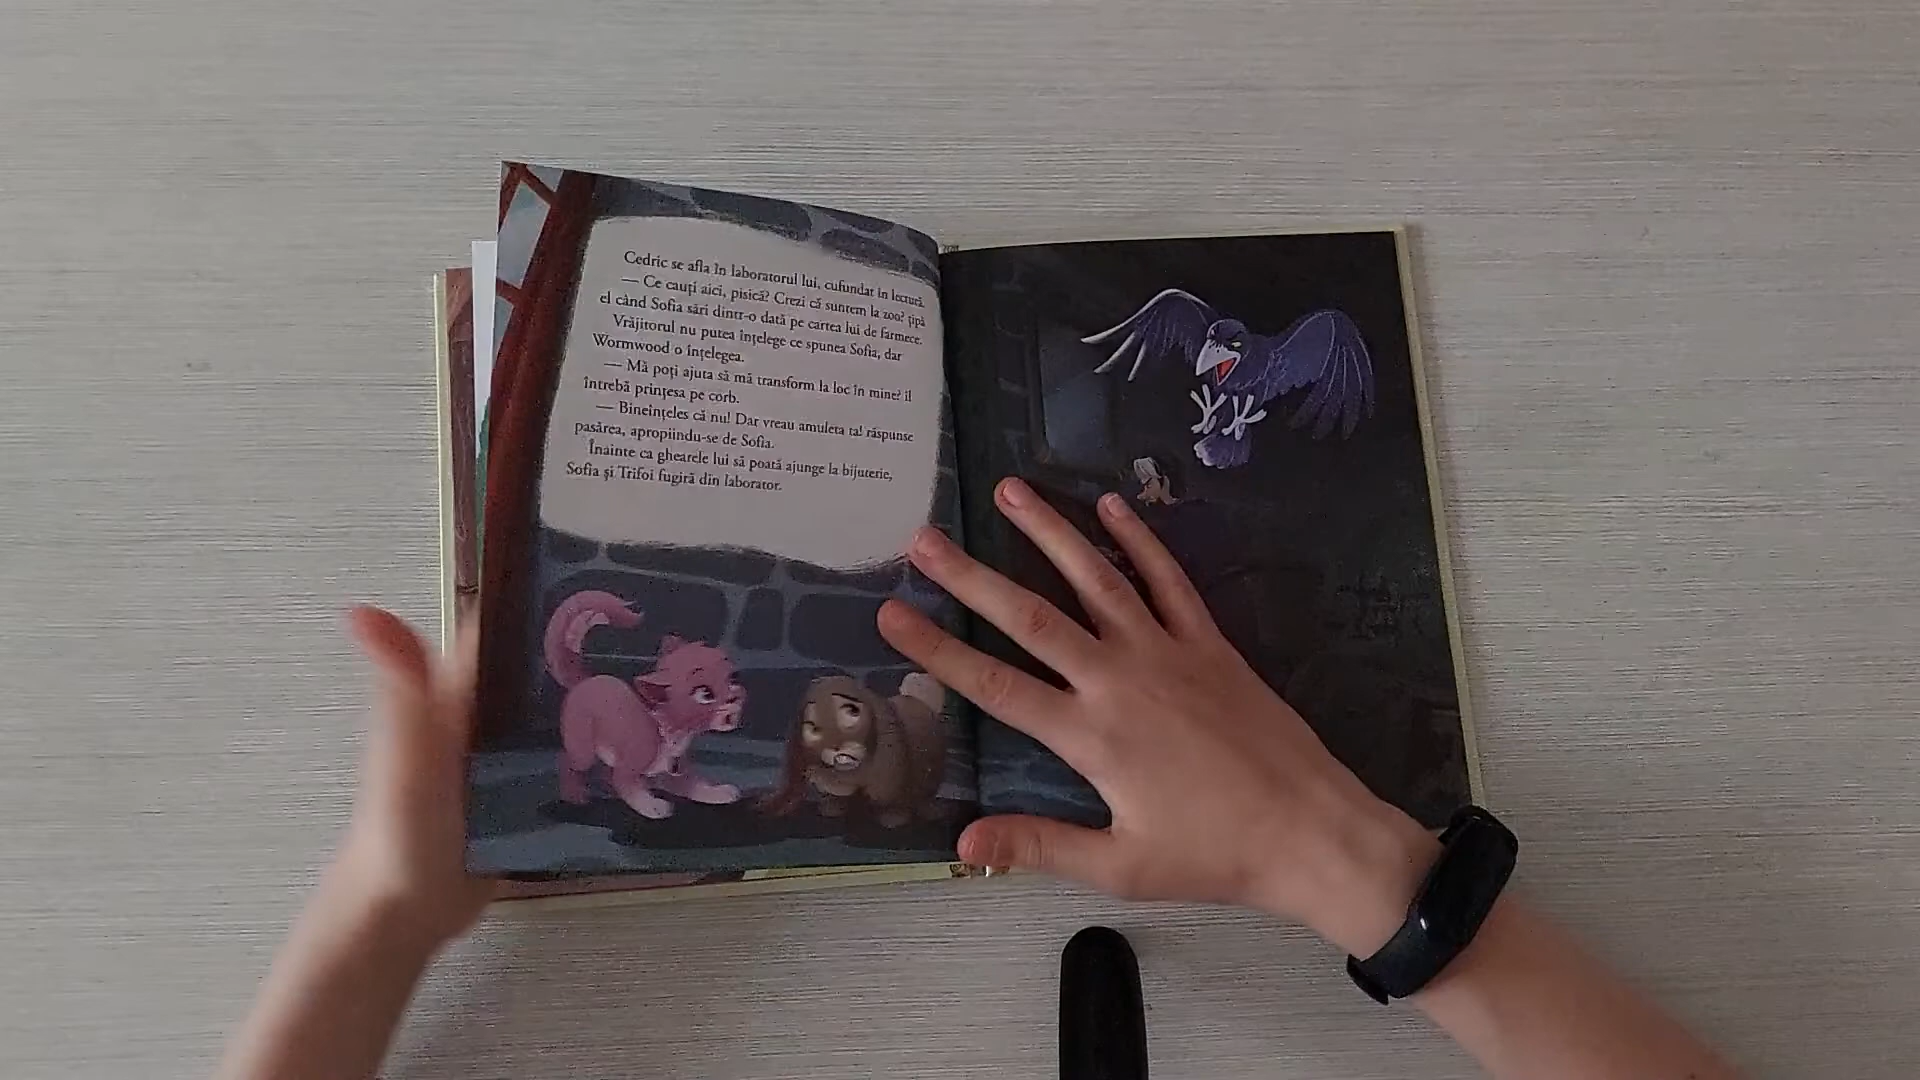 Cedric se afla în laboratorul lui, cufundat în lectură.
— Ce cauți aici, pisică? Crezi că suntem la zoo? țipă
el când Sofia sări dintr-o dată pe cartea lui de farmece.
Vrăjitorul nu putea înțelege ce spunea Sofia, dar
Wormwood o înțelegea.
— Mă poți ajuta să mă transform la loc în mine? îl
întrebă prințesa pe corb.
— Bineînțeles că nu! Dar vreau amuleta ta! răspunse
pasărea, apropiindu-se de Sofia.
Înainte ca ghearele lui să poată ajunge la bijuterie,
Sofia și Trifoi fugiră din laborator.